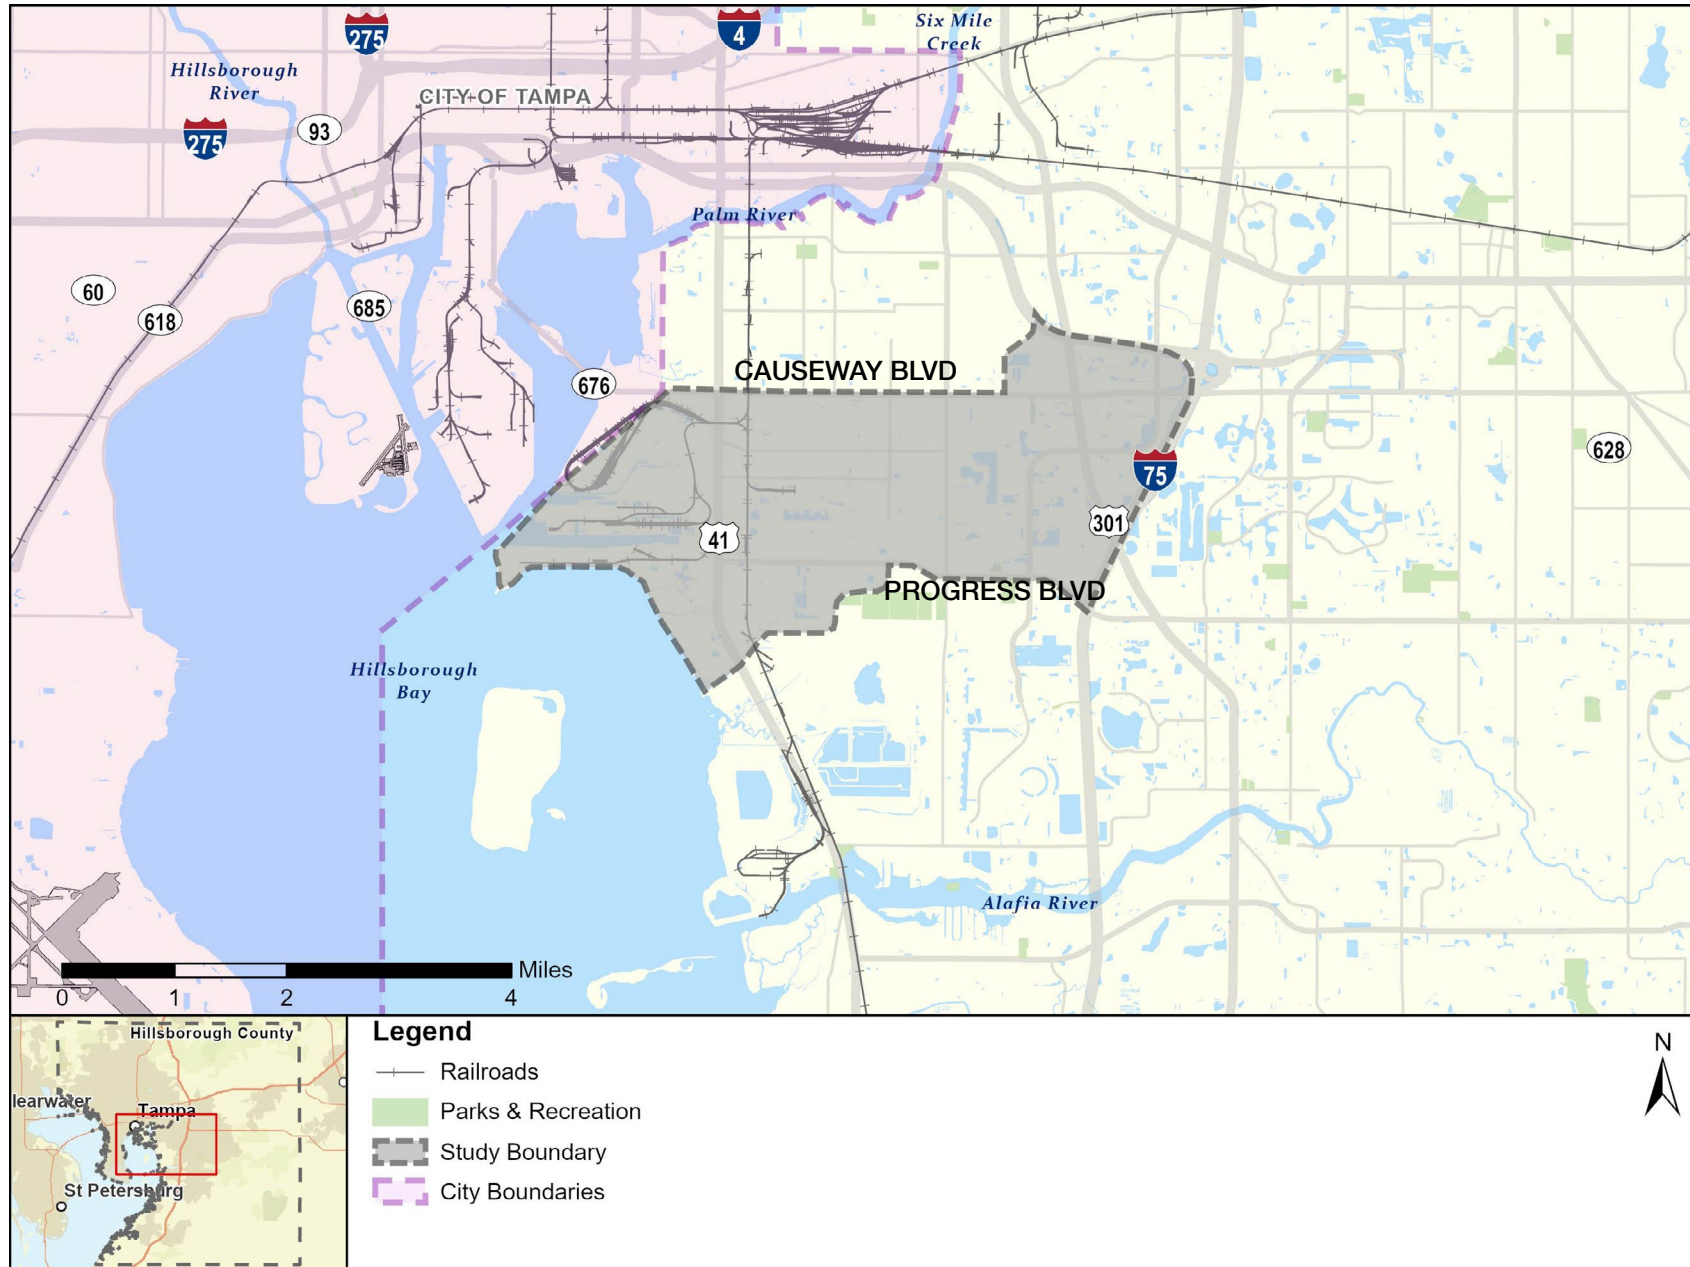 275
4
Six Mile
Creek
Hillsborough
River
CITY OF TAMPA
275
93
Palm River
60
618
685
676
CAUSEWAY BLVD
628
75
301
41
PROGRESS BLVD
Hillsborough
Bay
Alafia River
Miles
0 1 2 4
Hillsborough County
learwater
Tampa
St Petersburg
Legend
Railroads
Parks & Recreation
Study Boundary
City Boundaries
N